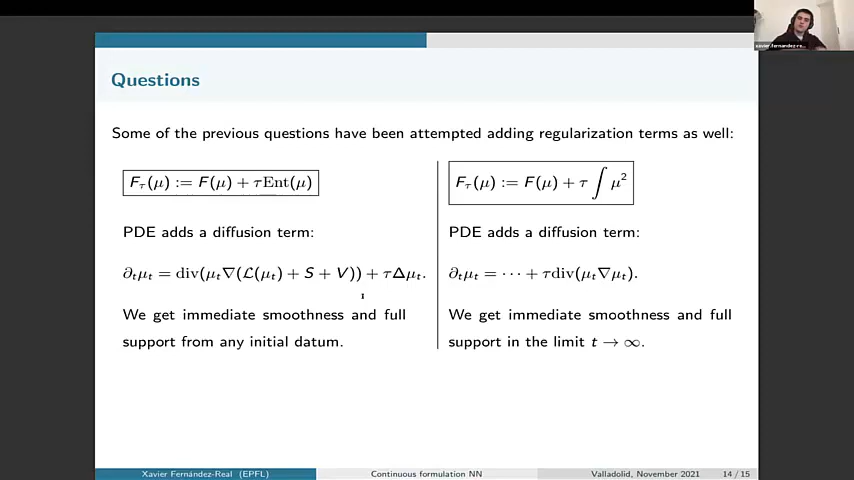 xavier.fernandez-re...
Questions
Some of the previous questions have been attempted adding regularization terms as well:
F_τ(μ) := F(μ) + τEnt(μ)
PDE adds a diffusion term:
∂_tμ_t = div(μ_t∇(ℒ(μ_t) + S + V)) + τΔμ_t.
We get immediate smoothness and full
support from any initial datum.
F_τ(μ) := F(μ) + τ ∫ μ²
PDE adds a diffusion term:
∂_tμ_t = ··· + τdiv(μ_t∇μ_t).
We get immediate smoothness and full
support in the limit t → ∞.
Xavier Fernández-Real (EPFL) Continuous formulation NN Valladolid, November 2021 14 / 15